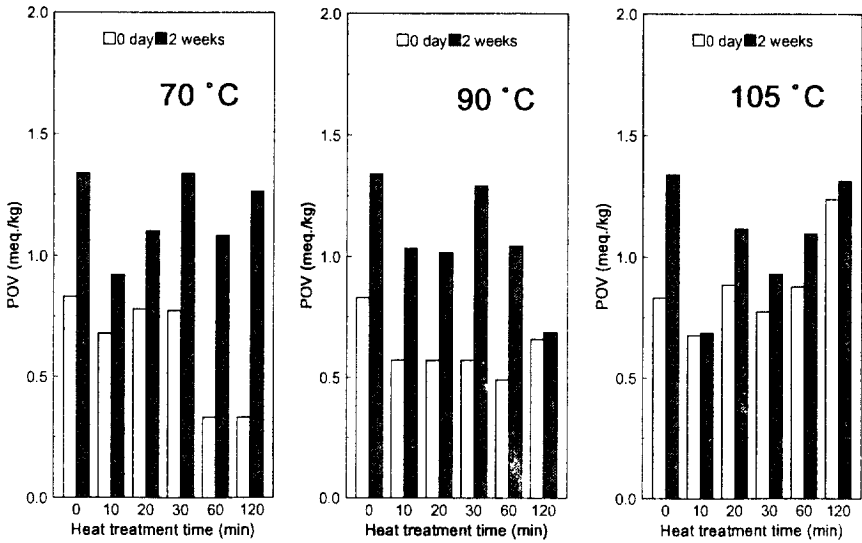 2.0
1.5
1.0
0.5
0.0
POV (meq./kg)
0 day 2 weeks
70 °C
0 10 20 30 60 120
Heat treatment time (min)
2.0
1.5
1.0
0.5
0.0
POV (meq./kg)
0 day 2 weeks
90 °C
0 10 20 30 60 120
Heat treatment time (min)
2.0
1.5
1.0
0.5
0.0
POV (meq./kg)
0 day 2 weeks
105 °C
0 10 20 30 60 120
Heat treatment time (min)